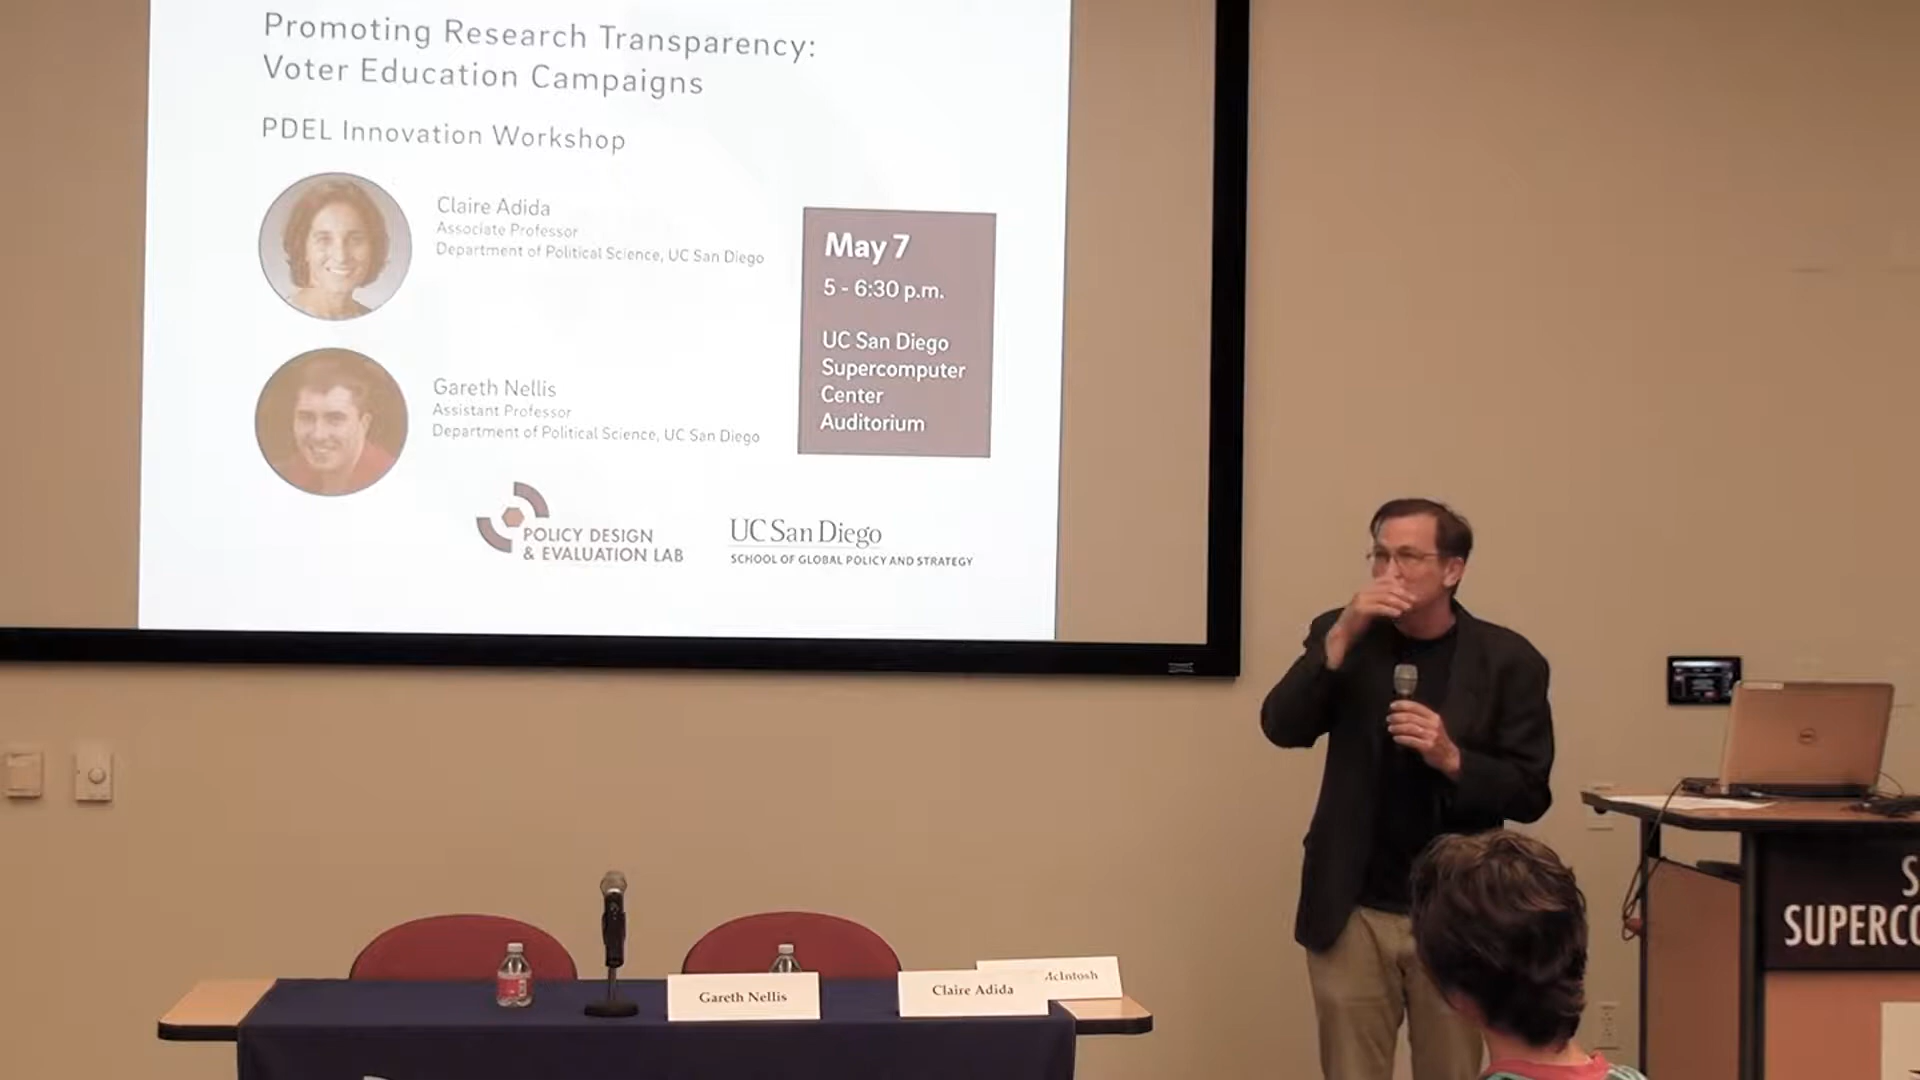 Promoting Research Transparency:
Voter Education Campaigns
PDEL Innovation Workshop
Claire Adida
Associate Professor
Department of Political Science, UC San Diego
May 7
5 - 6:30 p.m.
UC San Diego
Supercomputer
Center
Auditorium
Gareth Nellis
Assistant Professor
Department of Political Science, UC San Diego
POLICY DESIGN
& EVALUATION LAB
UC San Diego
SCHOOL OF GLOBAL POLICY AND STRATEGY
Gareth Nellis
Claire Adida
McIntosh
S
SUPERCO
DELL